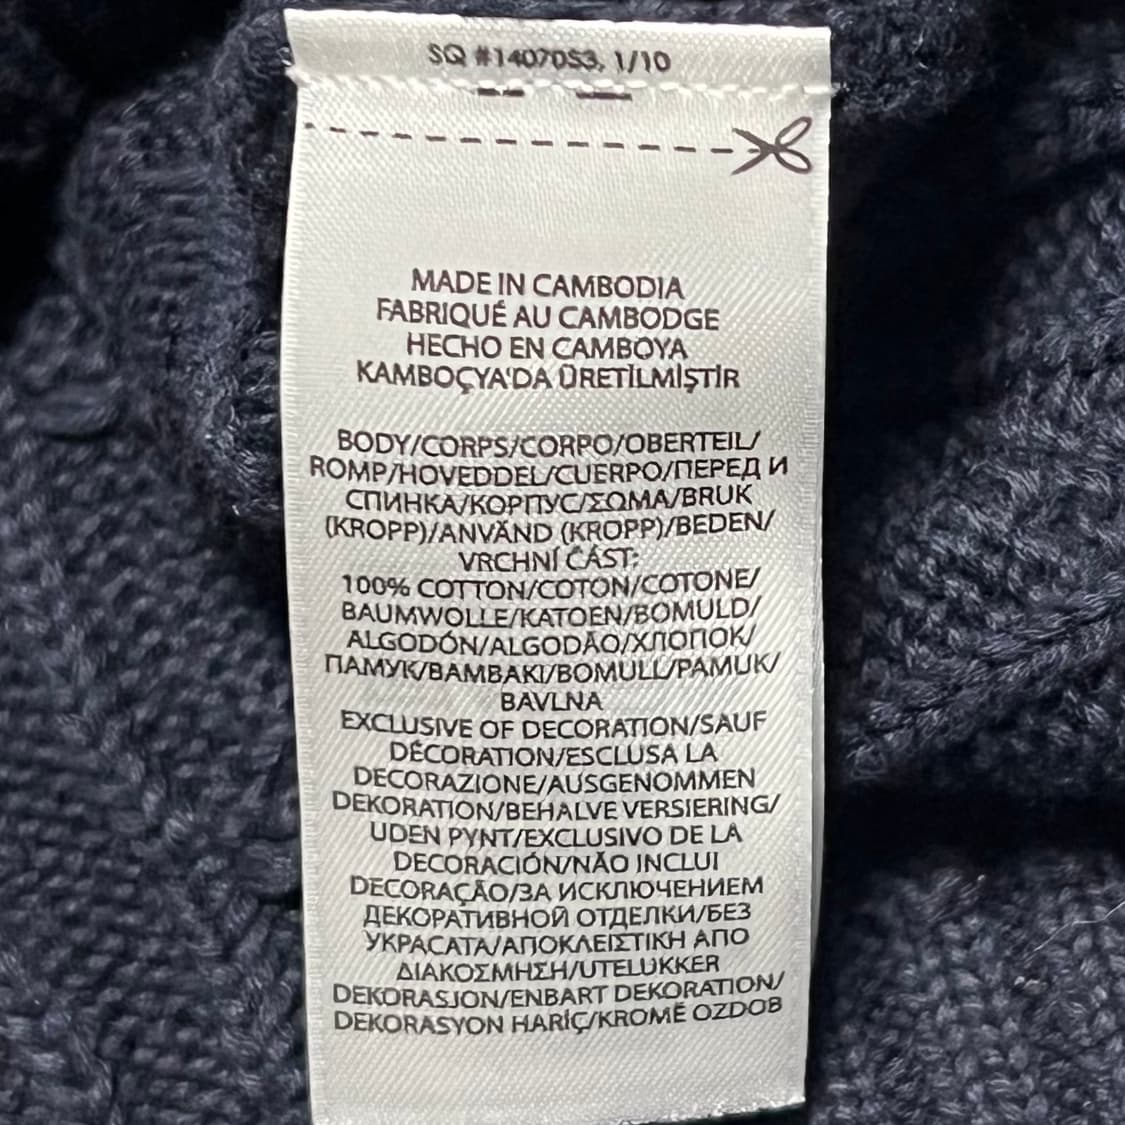 SQ #1407053, 1/10
MADE IN CAMBODIA
FABRIQUÉ AU CAMBODGE
HECHO EN CAMBOYA
KAMBOÇYA'DA ÜRETİLMİŞTİR
BODY/CORPS/CORPO/OBERTEIL/
ROMP/HOVEDDEL/CUERPO/ПЕРЕД И
СПИНКА/КОРПУС/ΣΩΜΑ/BRUK
(KROPP)/ANVÄND (KROPP)/BEDEN/
VRCHNÍ ČÁST:
100% COTTON/COTON/COTONE/
BAUMWOLLE/KATOEN/BOMULD/
ALGODÓN/ALGODÃO/ХЛОПОК/
ПАМУК/ΒΑΜΒΑΚΙ/BOMULL/PAMUK/
BAVLNA
EXCLUSIVE OF DECORATION/SAUF
DÉCORATION/ESCLUSA LA
DECORAZIONE/AUSGENOMMEN
DEKORATION/BEHALVE VERSIERING/
UDEN PYNT/EXCLUSIVO DE LA
DECORACIÓN/NÃO INCLUI
DECORAÇÃO/ЗА ИСКЛЮЧЕНИЕМ
ДЕКОРАТИВНОЙ ОТДЕЛКИ/БЕЗ
УКРАСАТА/ΑΠΟΚΛΕΙΣΤΙΚΗ ΑΠΟ
ΔΙΑΚΟΣΜΗΣΗ/UTELUKKER
DEKORASJON/ENBART DEKORATION/
DEKORASYON HARİÇ/KROMĚ OZDOB